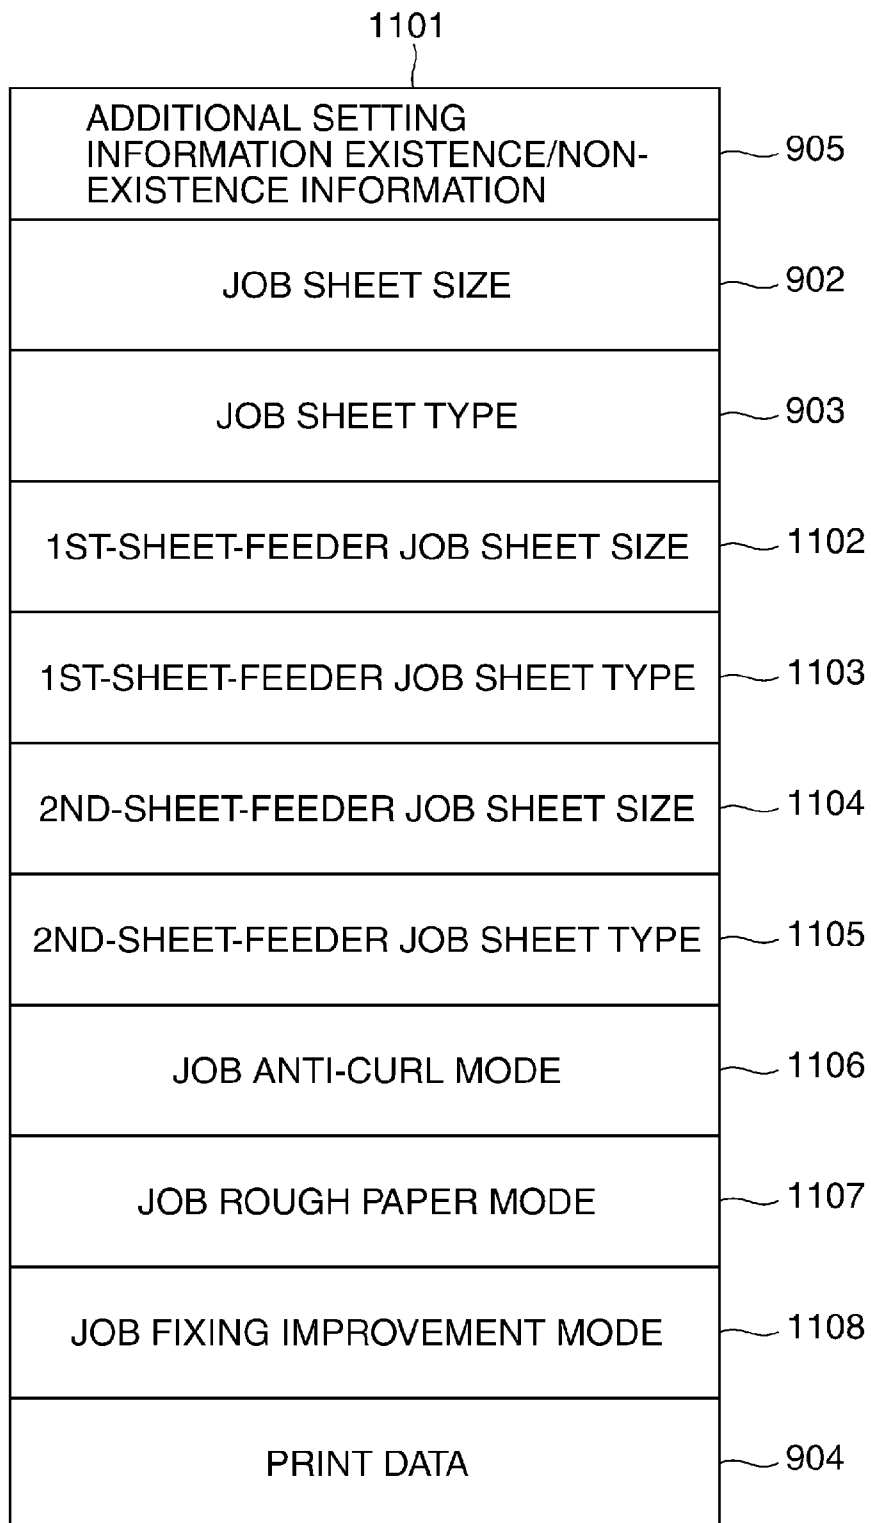 1101
ADDITIONAL SETTING
INFORMATION EXISTENCE/NON-
EXISTENCE INFORMATION
905
JOB SHEET SIZE
902
JOB SHEET TYPE
903
1ST-SHEET-FEEDER JOB SHEET SIZE
1102
1ST-SHEET-FEEDER JOB SHEET TYPE
1103
2ND-SHEET-FEEDER JOB SHEET SIZE
1104
2ND-SHEET-FEEDER JOB SHEET TYPE
1105
JOB ANTI-CURL MODE
1106
JOB ROUGH PAPER MODE
1107
JOB FIXING IMPROVEMENT MODE
1108
PRINT DATA
904